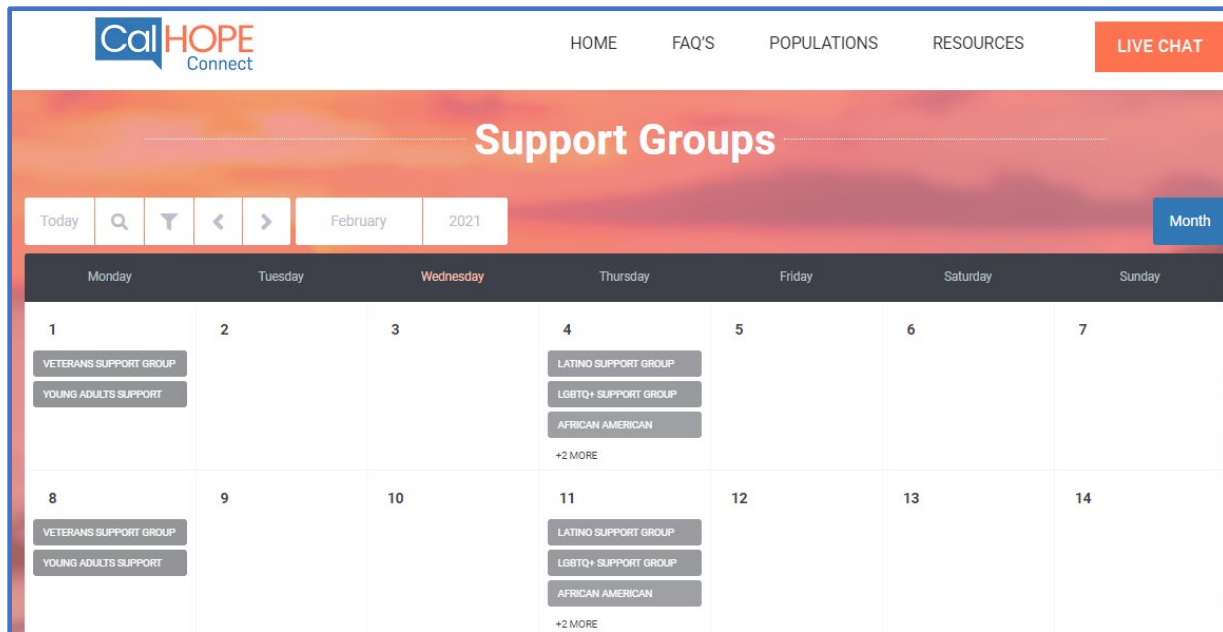 CalHOPE
Connect
HOME FAQ'S POPULATIONS RESOURCES LIVE CHAT
Support Groups
Today February 2021 Month
Monday Tuesday Wednesday Thursday Friday Saturday Sunday
1 2 3 4 5 6 7
VETERANS SUPPORT GROUP LATINO SUPPORT GROUP
YOUNG ADULTS SUPPORT LGBTQ+ SUPPORT GROUP
AFRICAN AMERICAN
+2 MORE
8 9 10 11 12 13 14
VETERANS SUPPORT GROUP LATINO SUPPORT GROUP
YOUNG ADULTS SUPPORT LGBTQ+ SUPPORT GROUP
AFRICAN AMERICAN
+2 MORE